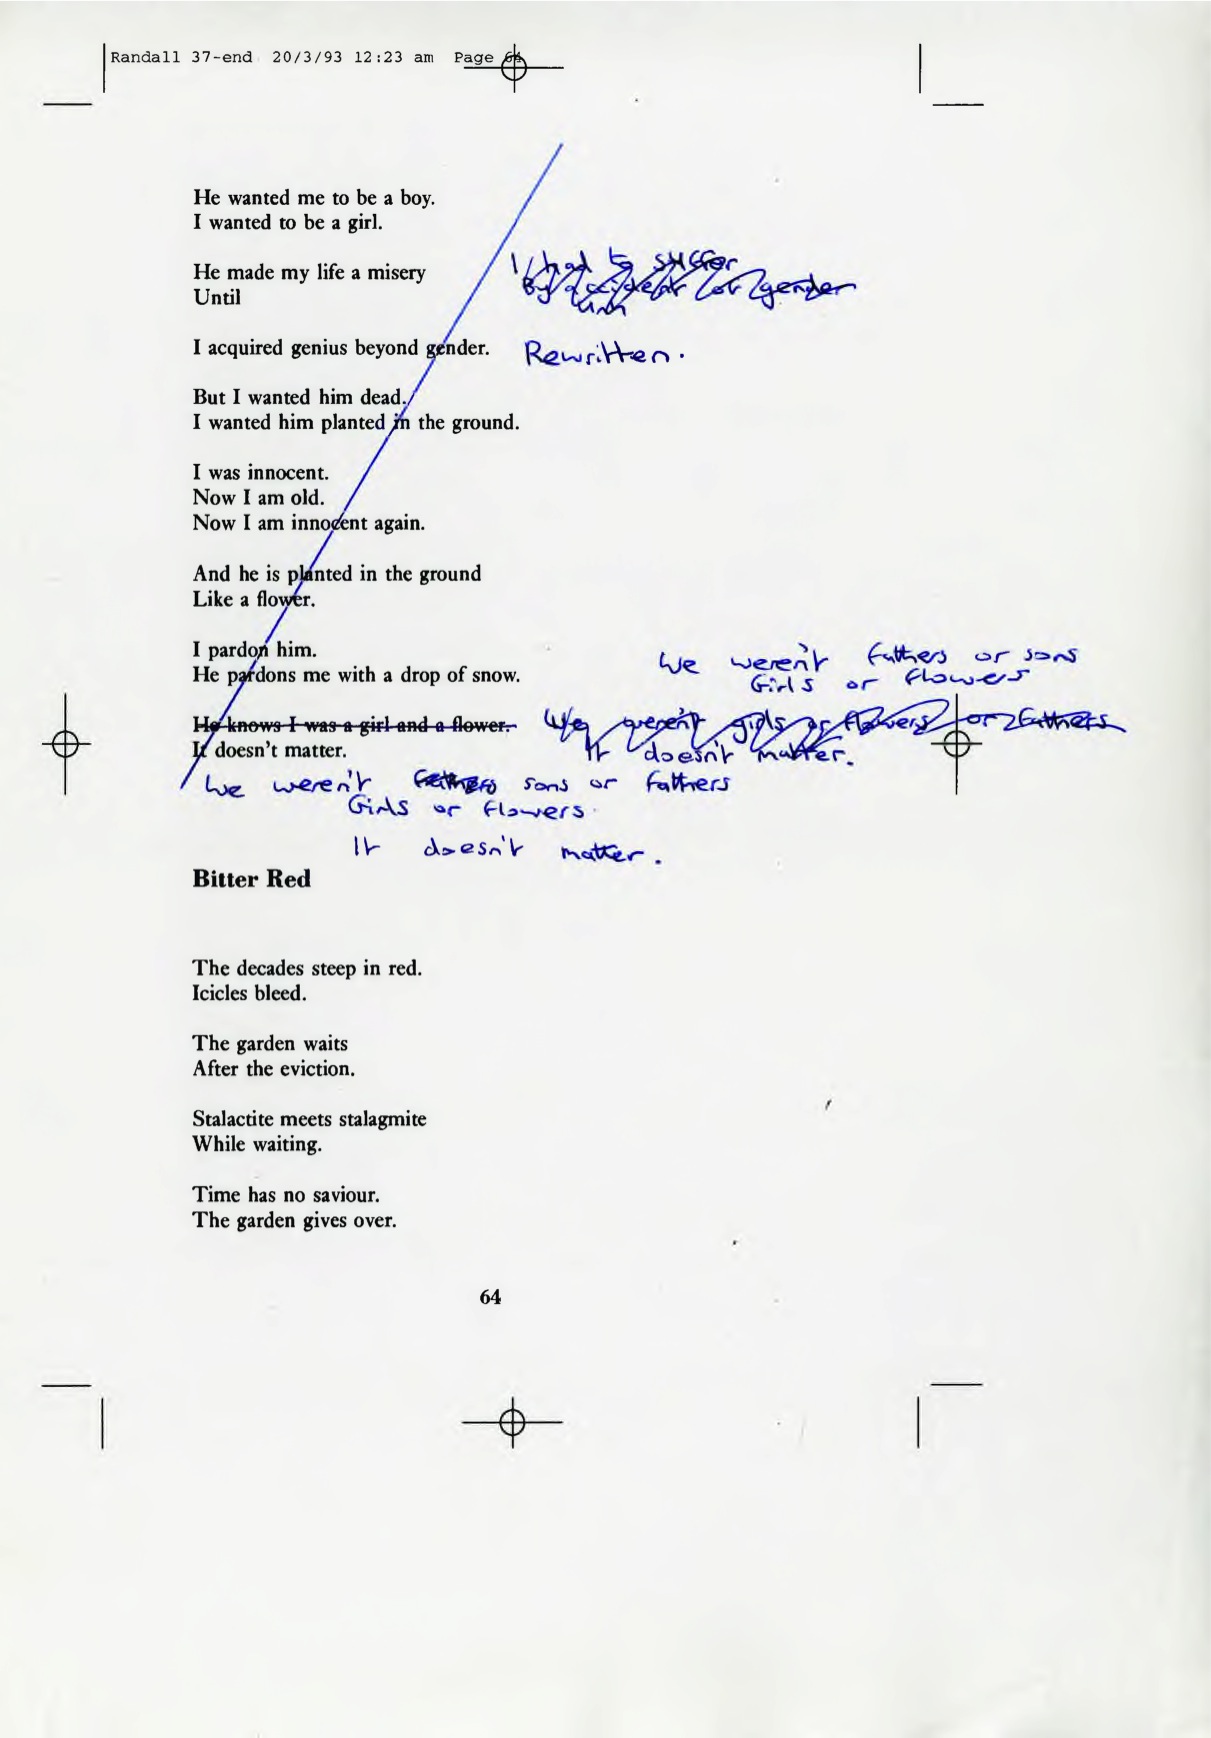 Randall 37-end 20/3/93 12:23 am Page 64
He wanted me to be a boy.
I wanted to be a girl.
He made my life a misery
Until
I had to suffer
By accident of gender
I acquired genius beyond gender.
Rewritten.
But I wanted him dead.
I wanted him planted in the ground.
I was innocent.
Now I am old.
Now I am innocent again.
And he is planted in the ground
Like a flower.
I pardon him.
He pardons me with a drop of snow.
We weren't fathers or sons
Girls or flowers
He knows I was a girl and a flower.
We weren't girls or flowers or fathers
It doesn't matter.
It doesn't matter.
We weren't fathers sons or fathers
Girls or flowers.
It doesn't matter.
Bitter Red
The decades steep in red.
Icicles bleed.
The garden waits
After the eviction.
Stalactite meets stalagmite
While waiting.
Time has no saviour.
The garden gives over.
64